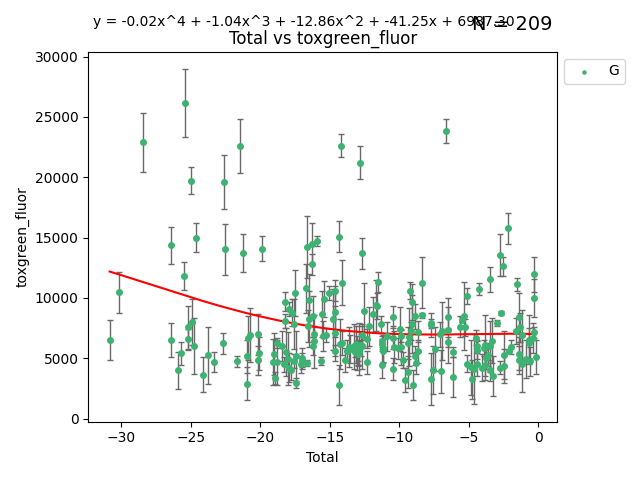 y = -0.02x^4 + -1.04x^3 + -12.86x^2 + -41.25x + 6987.30
N = 209
Total vs toxgreen_fluor
G
30000
25000
20000
15000
10000
5000
0
toxgreen_fluor
−30 −25 −20 −15 −10 −5 0
Total